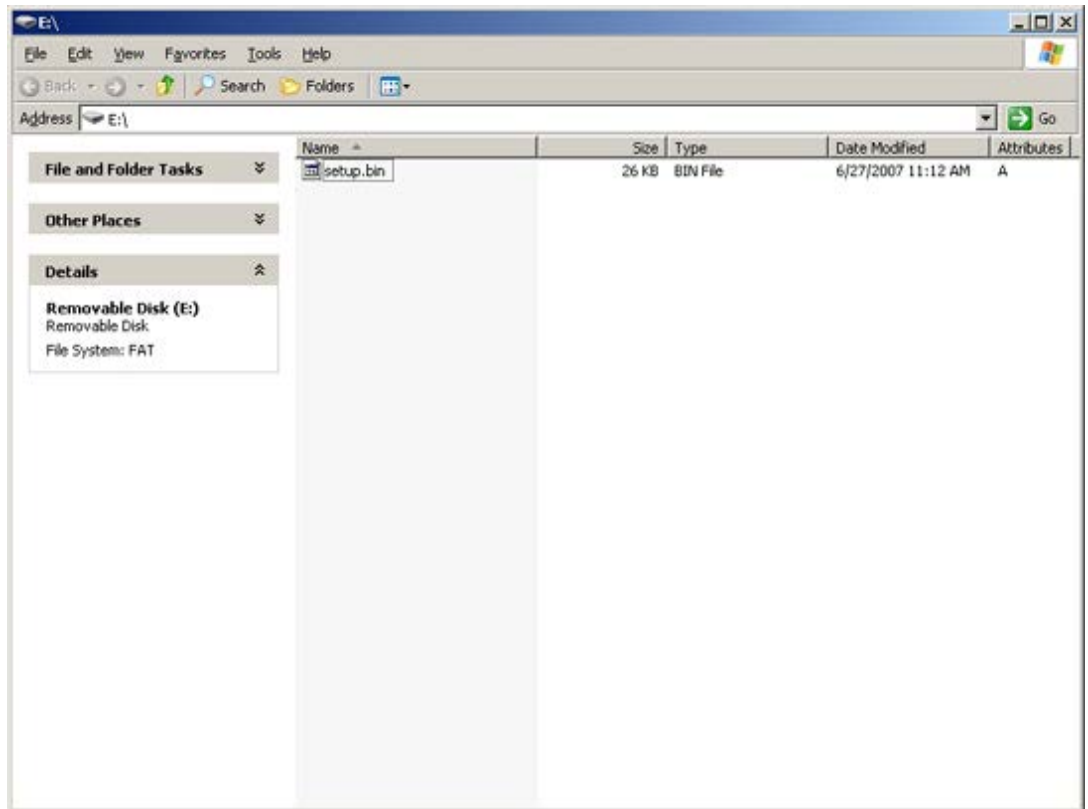 E:\
File Edit View Favorites Tools Help
Back Search Folders
Address E:\ Go
File and Folder Tasks
Other Places
Details
Removable Disk (E:)
Removable Disk
File System: FAT
Name Size Type Date Modified Attributes
setup.bin 26 KB BIN File 6/27/2007 11:12 AM A